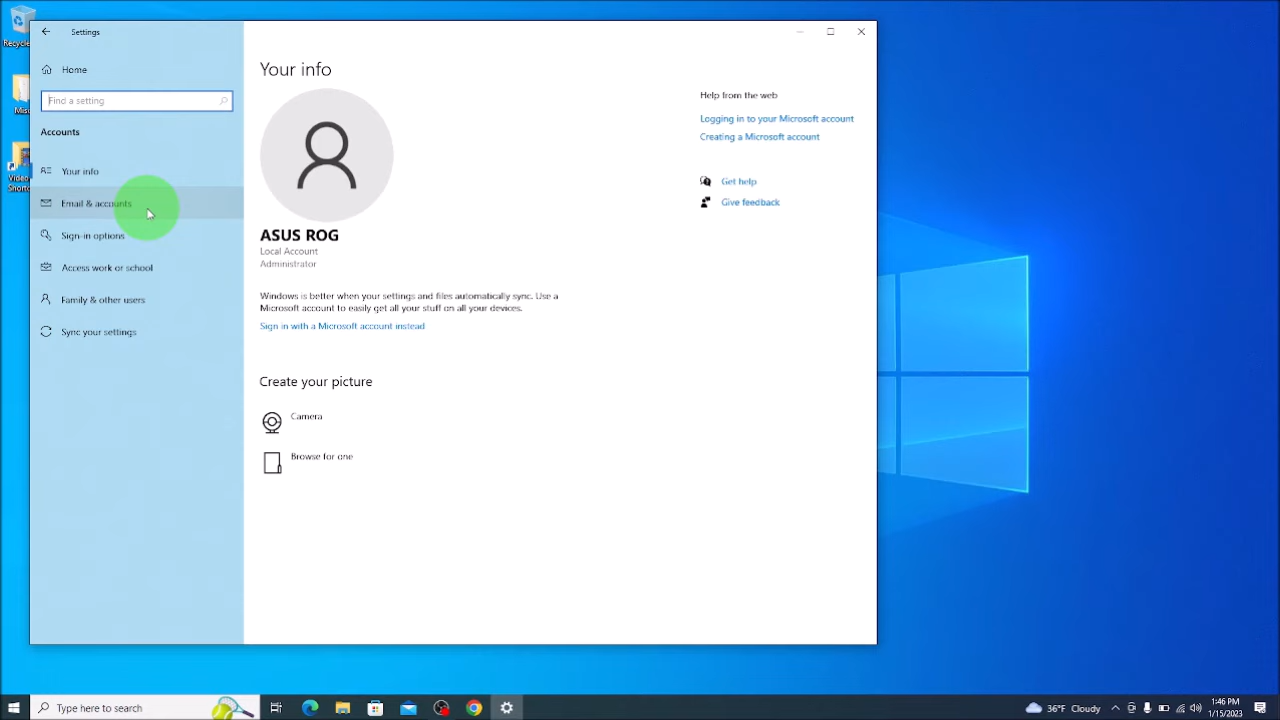 Recycle
Misc
Video
Shortc
Settings
Home
Find a setting
Accounts
Your info
Email & accounts
Sign-in options
Access work or school
Family & other users
Sync your settings
Your info
ASUS ROG
Local Account
Administrator
Windows is better when your settings and files automatically sync. Use a
Microsoft account to easily get all your stuff on all your devices.
Sign in with a Microsoft account instead
Create your picture
Camera
Browse for one
Help from the web
Logging in to your Microsoft account
Creating a Microsoft account
Get help
Give feedback
Type here to search
36°F Cloudy
1:46 PM
1/15/2023